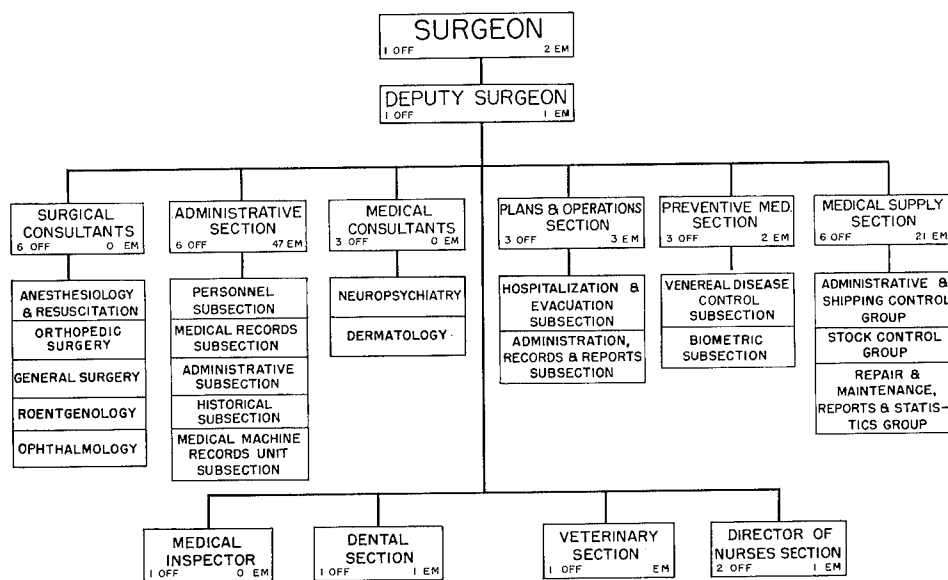 SURGEON
1 OFF 2 EM
DEPUTY SURGEON
1 OFF 1 EM
SURGICAL
CONSULTANTS
6 OFF 0 EM
ANESTHESIOLOGY
& RESUSCITATION
ORTHOPEDIC
SURGERY
GENERAL SURGERY
ROENTGENOLOGY
OPHTHALMOLOGY
ADMINISTRATIVE
SECTION
6 OFF 47 EM
PERSONNEL
SUBSECTION
MEDICAL RECORDS
SUBSECTION
ADMINISTRATIVE
SUBSECTION
HISTORICAL
SUBSECTION
MEDICAL MACHINE
RECORDS UNIT
SUBSECTION
MEDICAL
CONSULTANTS
3 OFF 0 EM
NEUROPSYCHIATRY
DERMATOLOGY
PLANS & OPERATIONS
SECTION
3 OFF 3 EM
HOSPITALIZATION &
EVACUATION
SUBSECTION
ADMINISTRATION,
RECORDS & REPORTS
SUBSECTION
PREVENTIVE MED.
SECTION
3 OFF 2 EM
VENEREAL DISEASE
CONTROL
SUBSECTION
BIOMETRIC
SUBSECTION
MEDICAL SUPPLY
SECTION
6 OFF 21 EM
ADMINISTRATIVE &
SHIPPING CONTROL
GROUP
STOCK CONTROL
GROUP
REPAIR &
MAINTENANCE,
REPORTS & STATIS-
TICS GROUP
MEDICAL
INSPECTOR
1 OFF 0 EM
DENTAL
SECTION
1 OFF 1 EM
VETERINARY
SECTION
1 OFF EM
DIRECTOR OF
NURSES SECTION
2 OFF 1 EM